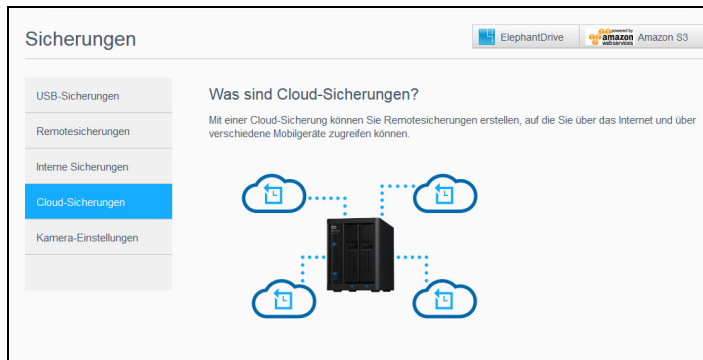 Sicherungen
ElephantDrive
powered by
amazon
webservices
Amazon S3
USB-Sicherungen
Remotesicherungen
Interne Sicherungen
Cloud-Sicherungen
Kamera-Einstellungen
Was sind Cloud-Sicherungen?
Mit einer Cloud-Sicherung können Sie Remotesicherungen erstellen, auf die Sie über das Internet und über
verschiedene Mobilgeräte zugreifen können.